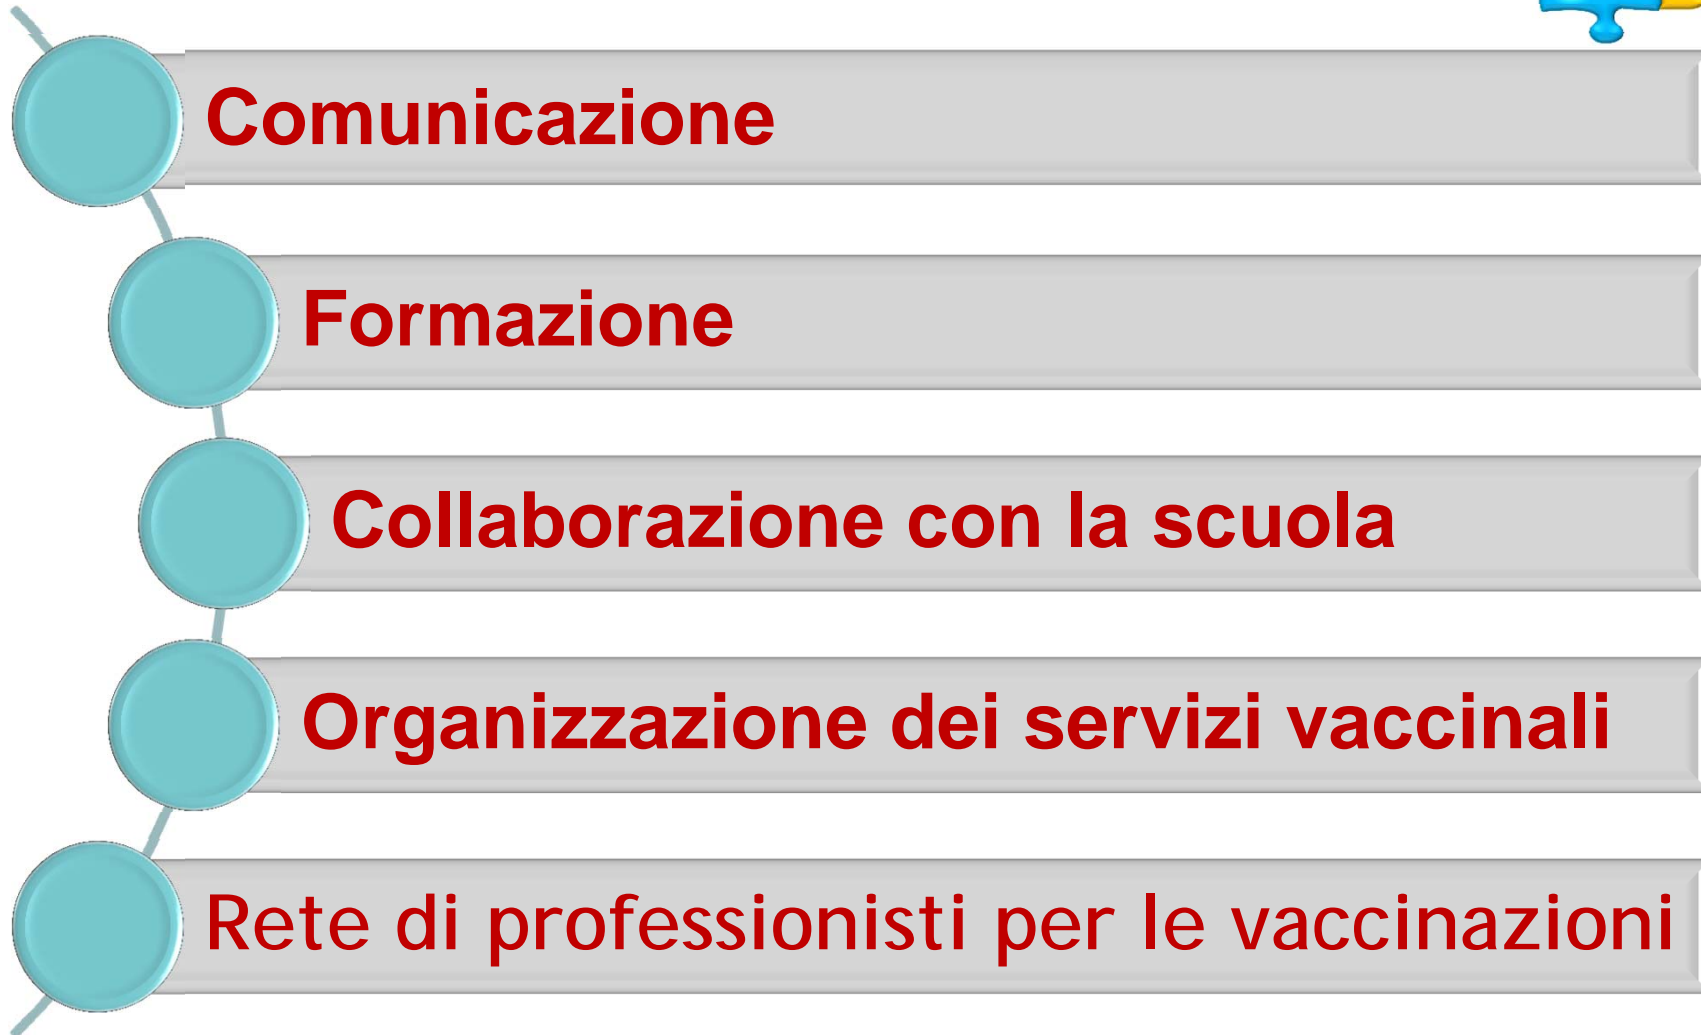 Comunicazione
Formazione
Collaborazione con la scuola
Organizzazione dei servizi vaccinali
Rete di professionisti per le vaccinazioni